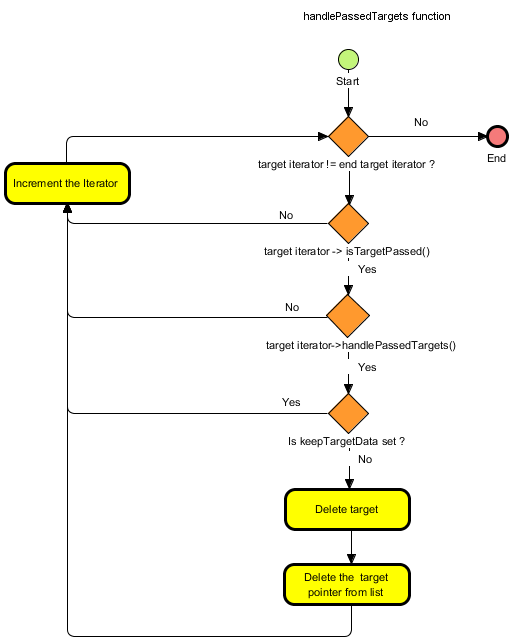 handlePassedTargets function
Start
No
End
target iterator != end target iterator ?
Increment the Iterator
No
target iterator -> isTargetPassed()
Yes
No
target iterator->handlePassedTargets()
Yes
Yes
Is keepTargetData set ?
No
Delete target
Delete the target
pointer from list